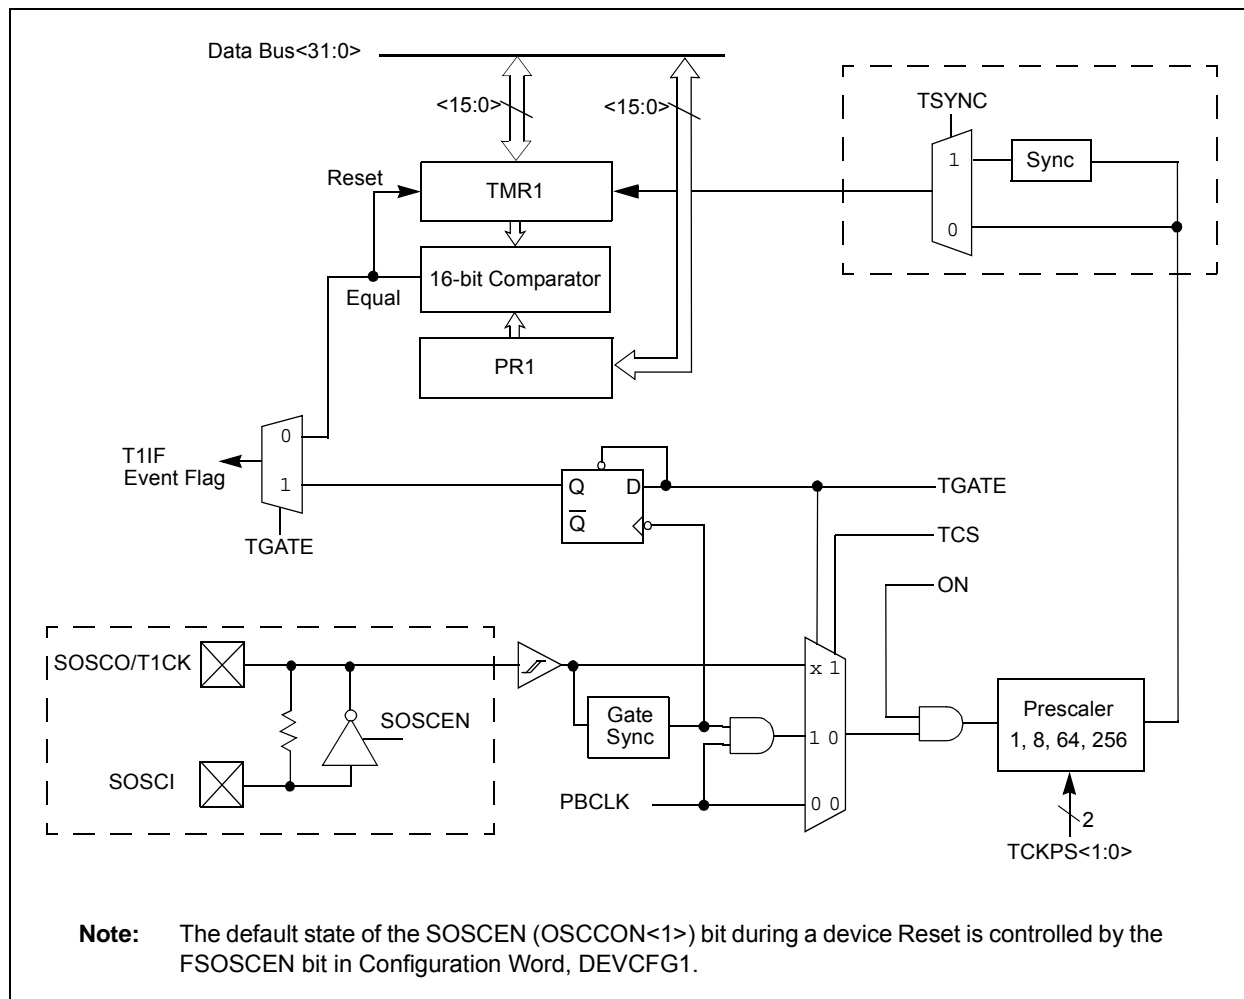 Data Bus<31:0>
<15:0>
<15:0>
TSYNC
1
Sync
0
Reset
TMR1
16-bit Comparator
Equal
PR1
0
1
T1IF
Event Flag
TGATE
Q
D
Q̅
TGATE
TCS
ON
SOSCO/T1CK
SOSCEN
SOSCI
Gate
Sync
PBCLK
x 1
1 0
0 0
Prescaler
1, 8, 64, 256
2
TCKPS<1:0>
Note: The default state of the SOSCEN (OSCCON<1>) bit during a device Reset is controlled by the
FSOSCEN bit in Configuration Word, DEVCFG1.